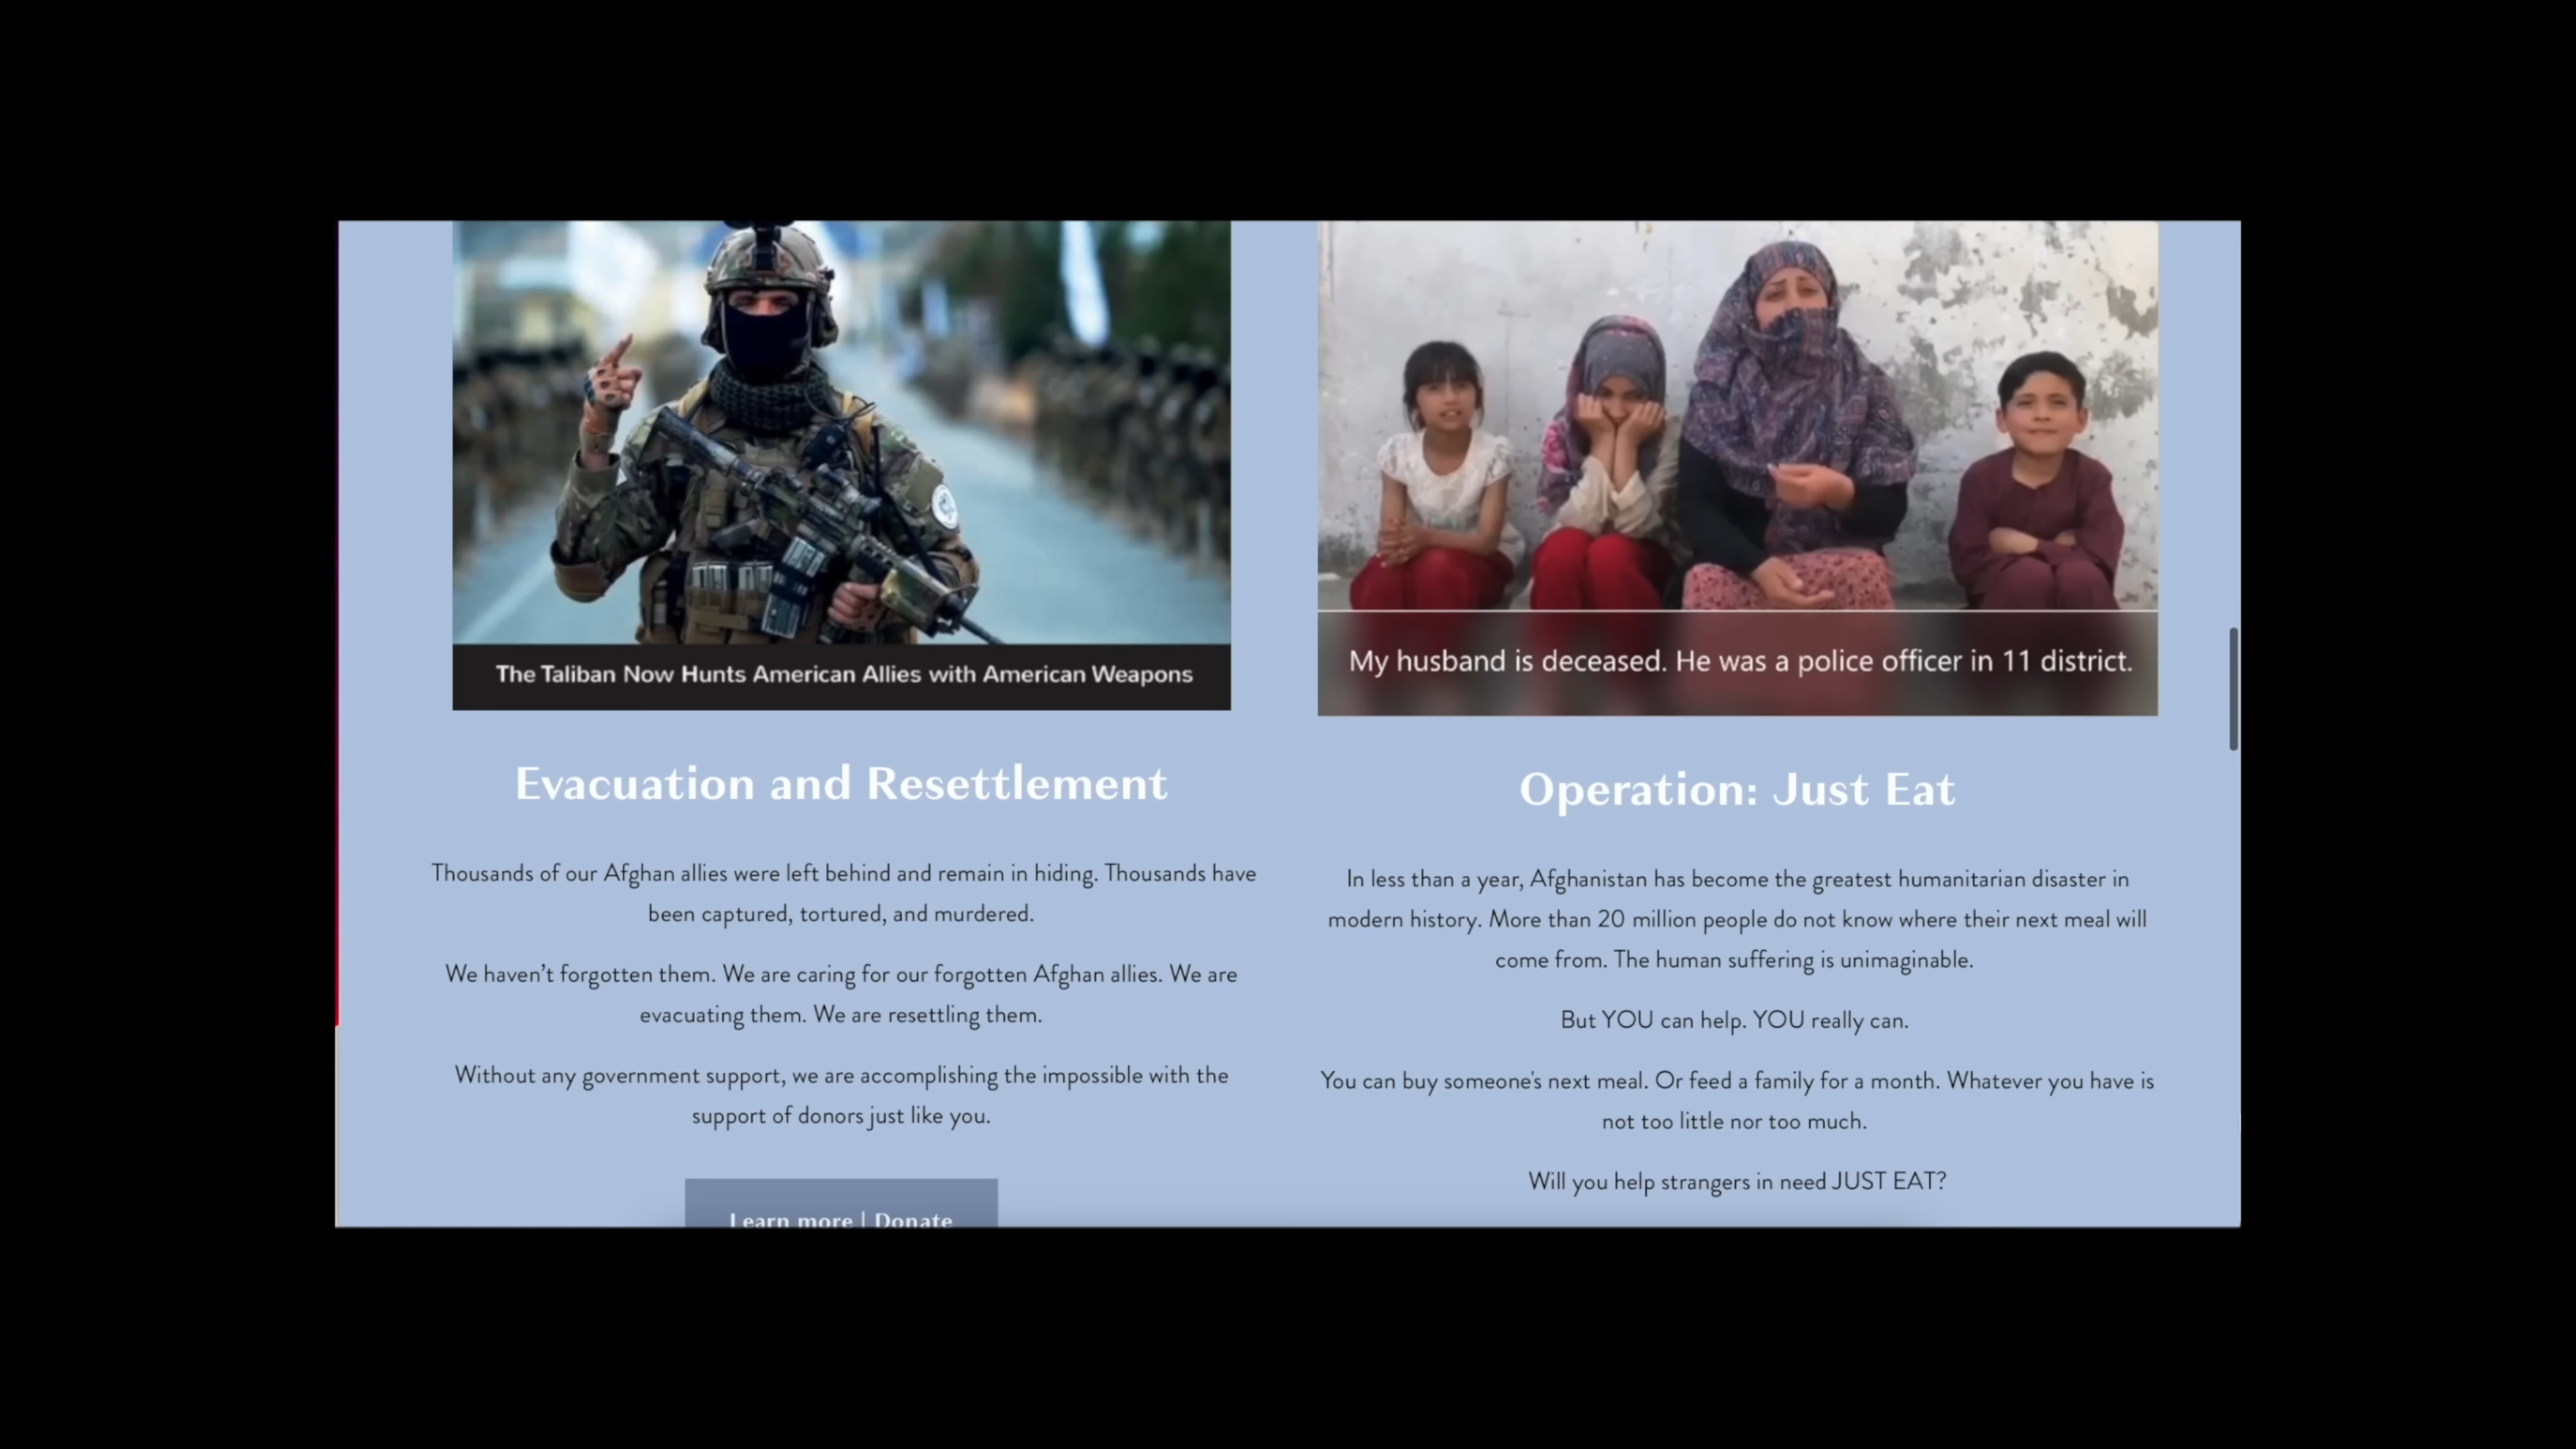 The Taliban Now Hunts American Allies with American Weapons
Evacuation and Resettlement
Thousands of our Afghan allies were left behind and remain in hiding. Thousands have
been captured, tortured, and murdered.
We haven't forgotten them. We are caring for our forgotten Afghan allies. We are
evacuating them. We are resettling them.
Without any government support, we are accomplishing the impossible with the
support of donors just like you.
Learn more | Donate
My husband is deceased. He was a police officer in 11 district.
Operation: Just Eat
In less than a year, Afghanistan has become the greatest humanitarian disaster in
modern history. More than 20 million people do not know where their next meal will
come from. The human suffering is unimaginable.
But YOU can help. YOU really can.
You can buy someone's next meal. Or feed a family for a month. Whatever you have is
not too little nor too much.
Will you help strangers in need JUST EAT?